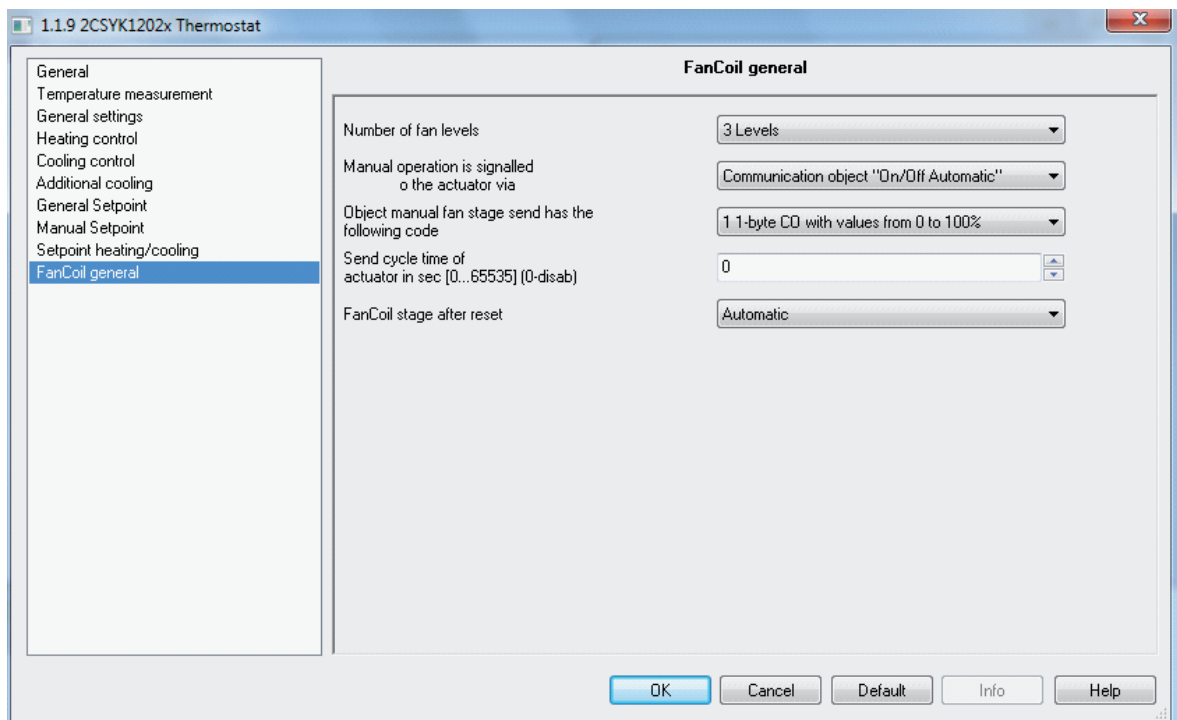 1.1.9 2CSYK1202x Thermostat
General
Temperature measurement
General settings
Heating control
Cooling control
Additional cooling
General Setpoint
Manual Setpoint
Setpoint heating/cooling
FanCoil general
FanCoil general
Number of fan levels
3 Levels
Manual operation is signalled
o the actuator via
Communication object "On/Off Automatic"
Object manual fan stage send has the
following code
1 1-byte CO with values from 0 to 100%
Send cycle time of
actuator in sec [0...65535] (0-disab)
0
FanCoil stage after reset
Automatic
OK
Cancel
Default
Info
Help